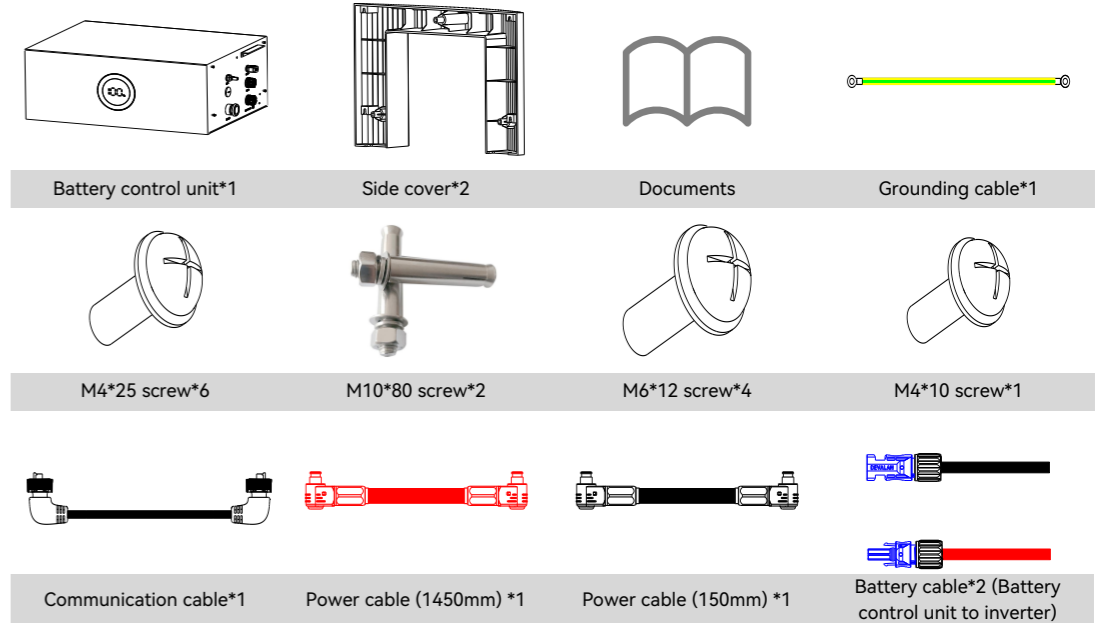 Battery control unit*1
Side cover*2
Documents
Grounding cable*1
M4*25 screw*6
M10*80 screw*2
M6*12 screw*4
M4*10 screw*1
DEVALAN
Communication cable*1
Power cable (1450mm) *1
Power cable (150mm) *1
Battery cable*2 (Battery
control unit to inverter)